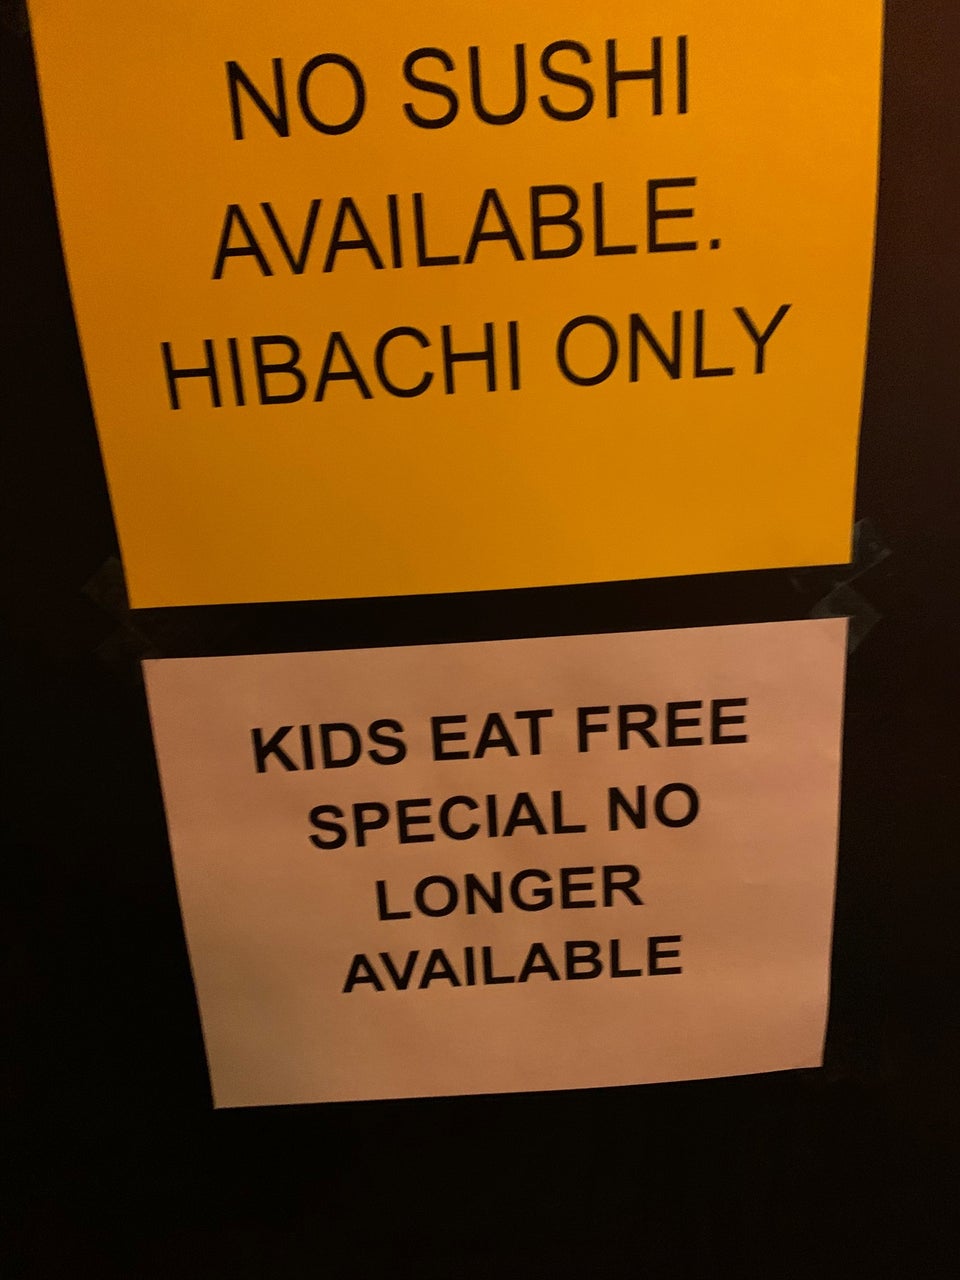 NO SUSHI
AVAILABLE.
HIBACHI ONLY
KIDS EAT FREE
SPECIAL NO
LONGER
AVAILABLE